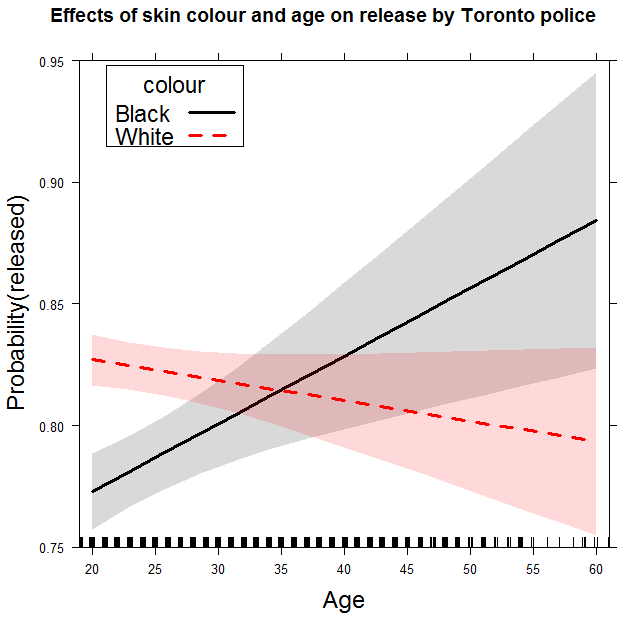 Effects of skin colour and age on release by Toronto police
colour
Black
White
Probability(released)
0.95
0.90
0.85
0.80
0.75
20 25 30 35 40 45 50 55 60
Age